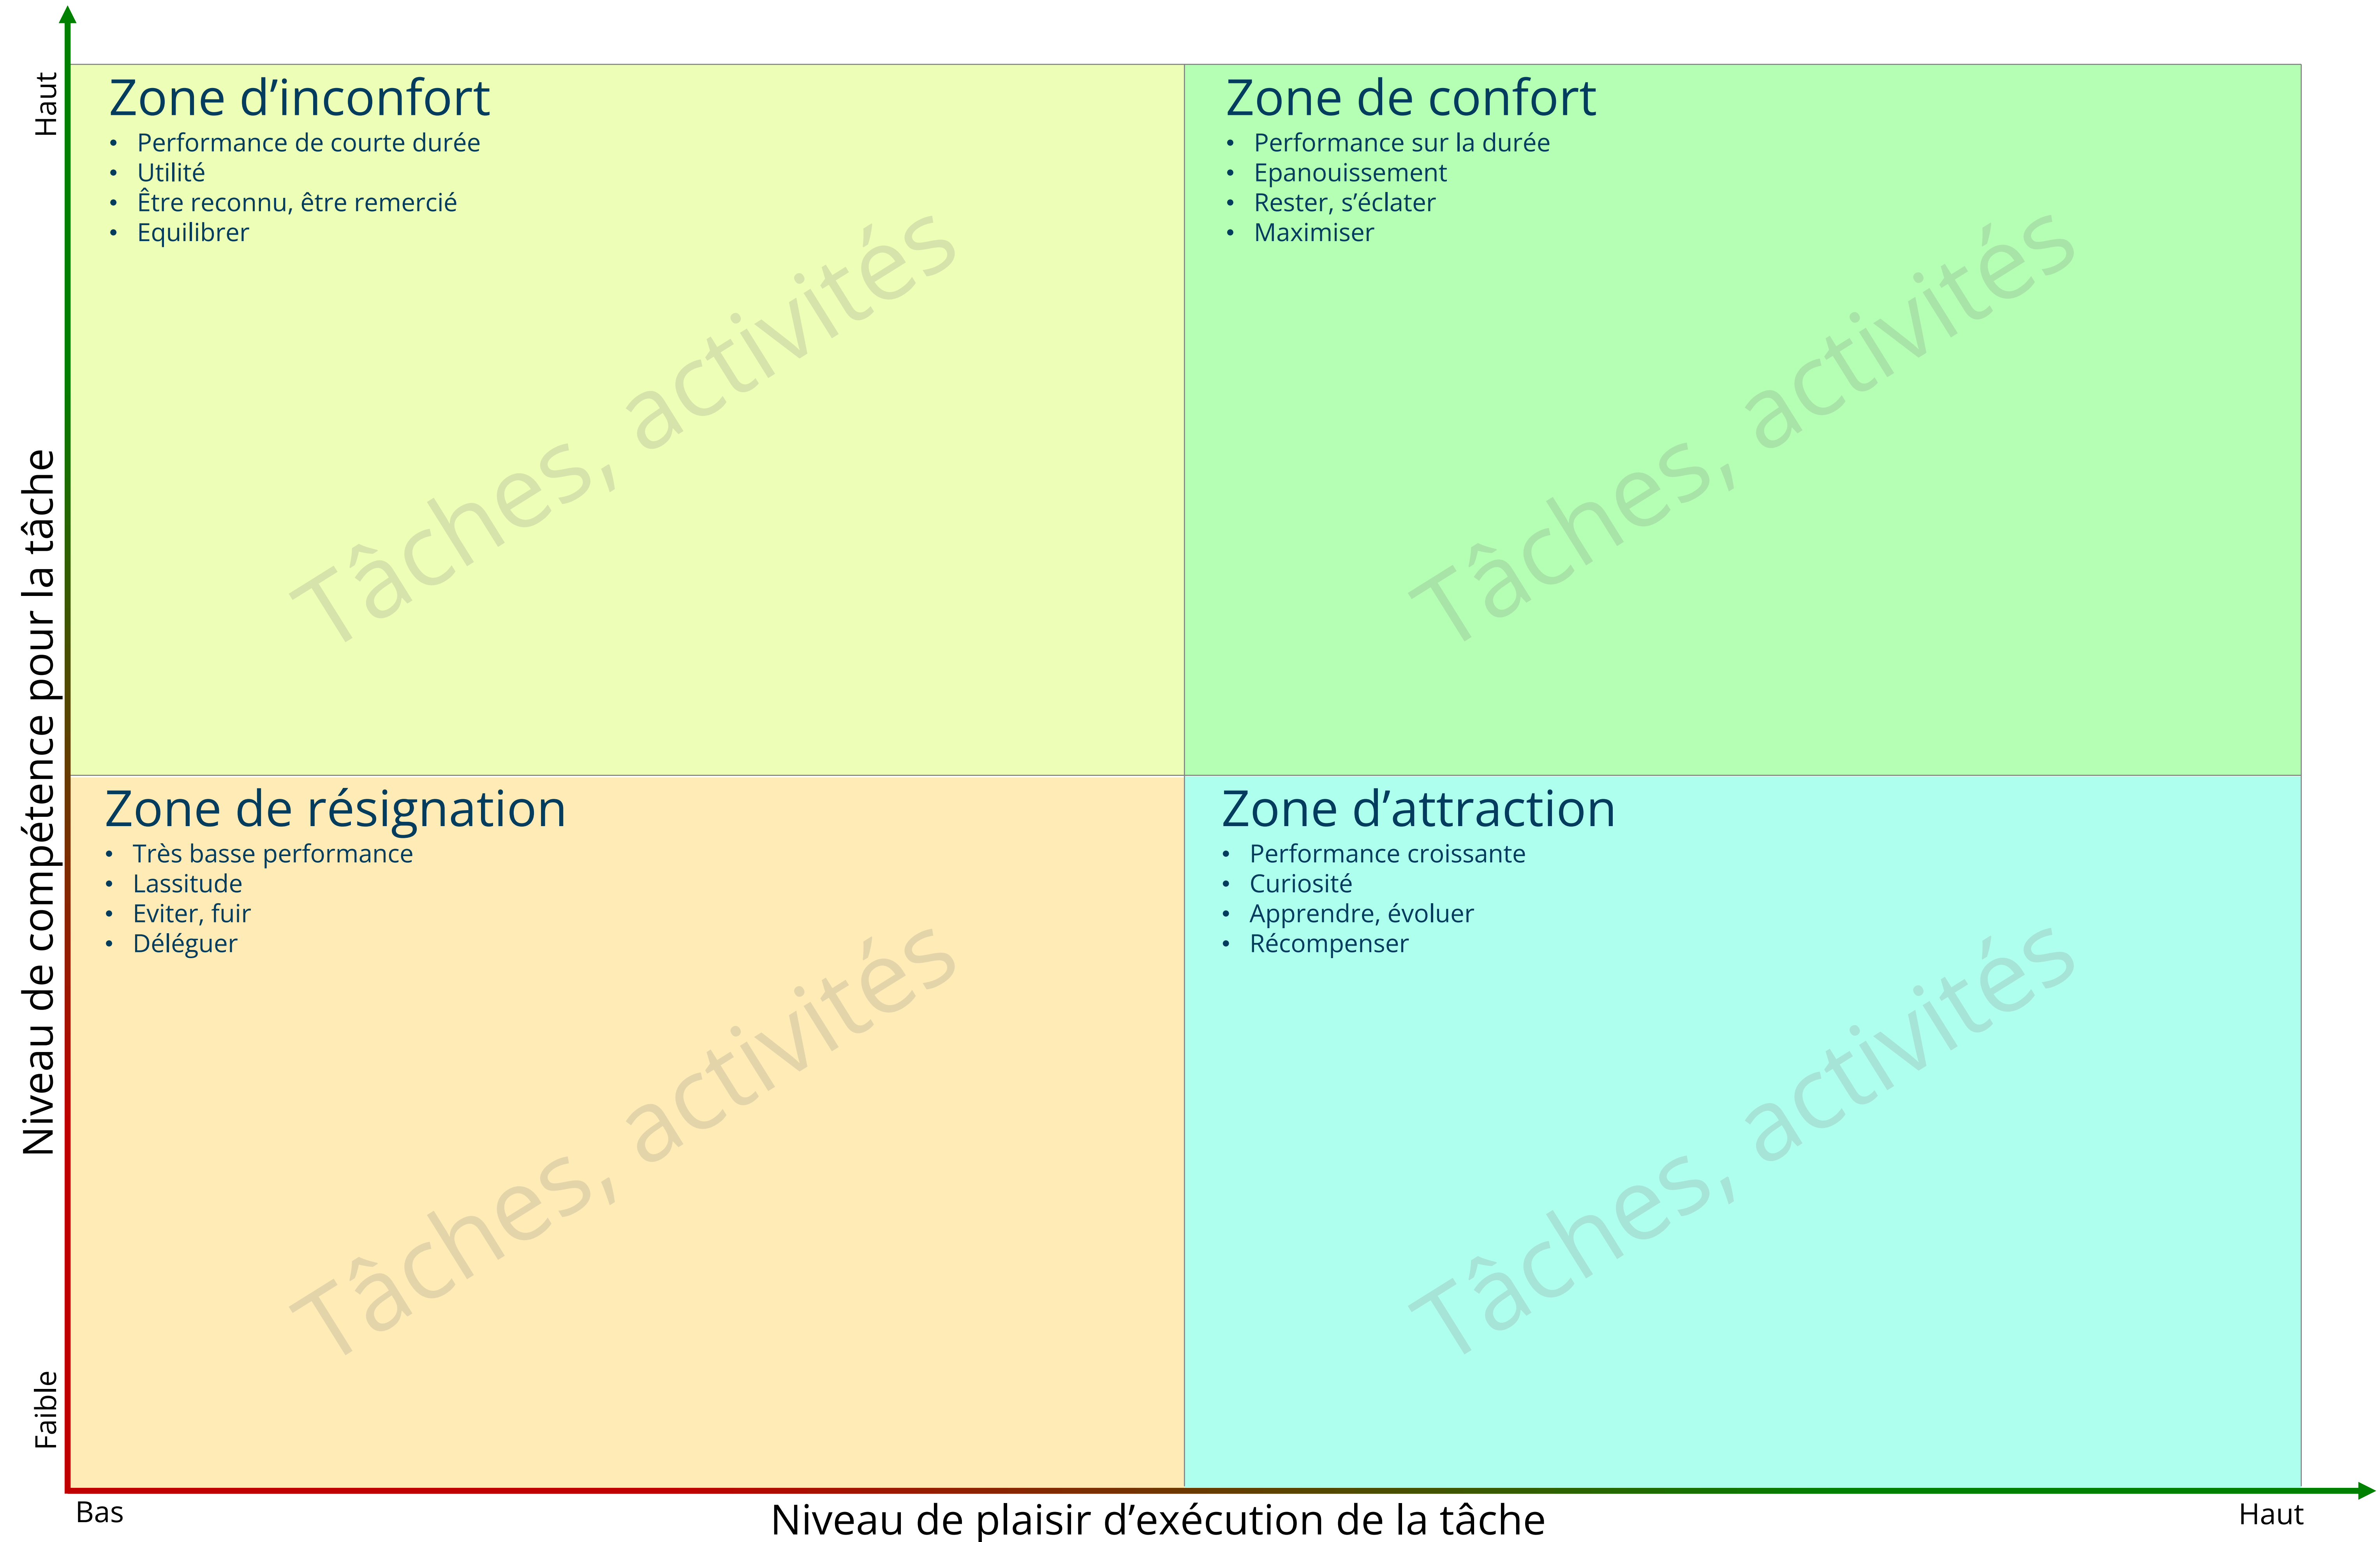 Haut
Niveau de compétence pour la tâche
Faible
Zone d’inconfort
• Performance de courte durée
• Utilité
• Être reconnu, être remercié
• Equilibrer
Tâches, activités
Zone de confort
• Performance sur la durée
• Epanouissement
• Rester, s’éclater
• Maximiser
Tâches, activités
Zone de résignation
• Très basse performance
• Lassitude
• Eviter, fuir
• Déléguer
Tâches, activités
Zone d’attraction
• Performance croissante
• Curiosité
• Apprendre, évoluer
• Récompenser
Tâches, activités
Bas
Niveau de plaisir d’exécution de la tâche
Haut